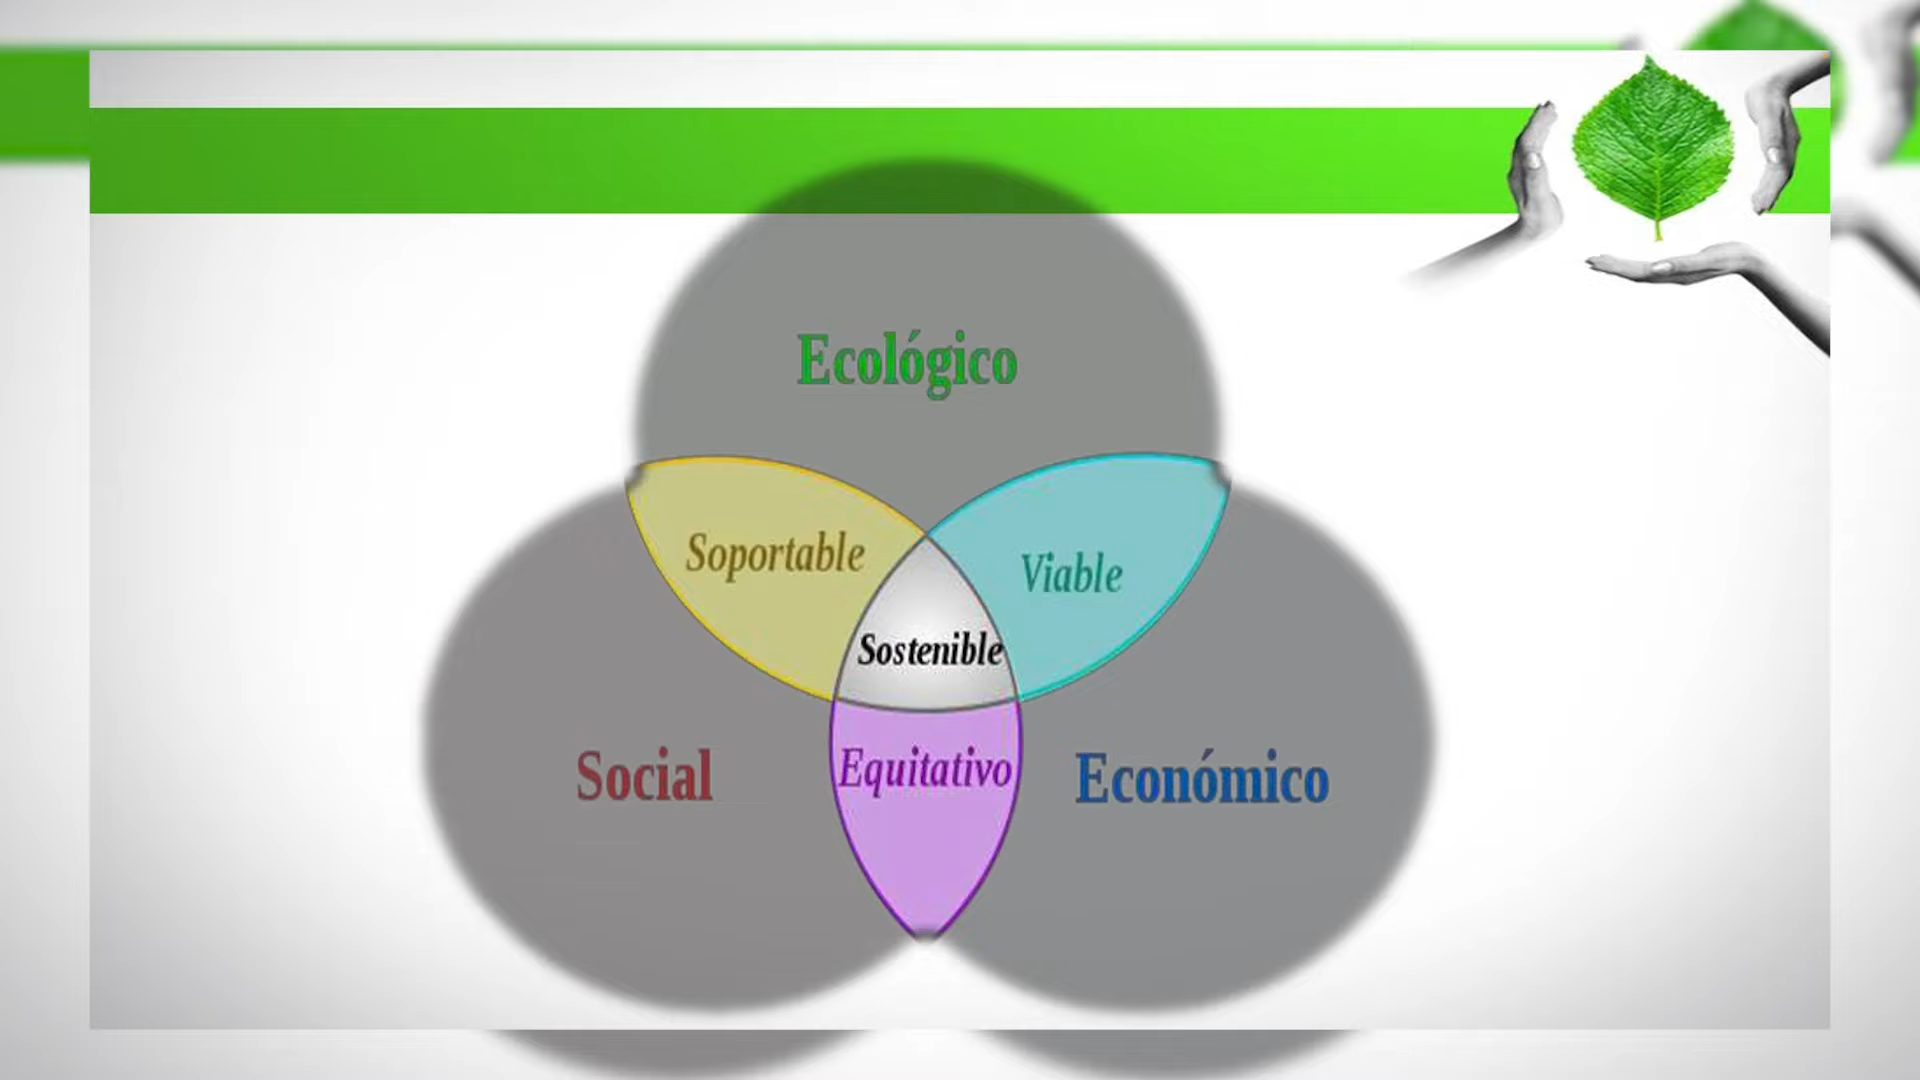 Ecológico
Soportable
Viable
Sostenible
Social
Equitativo
Económico